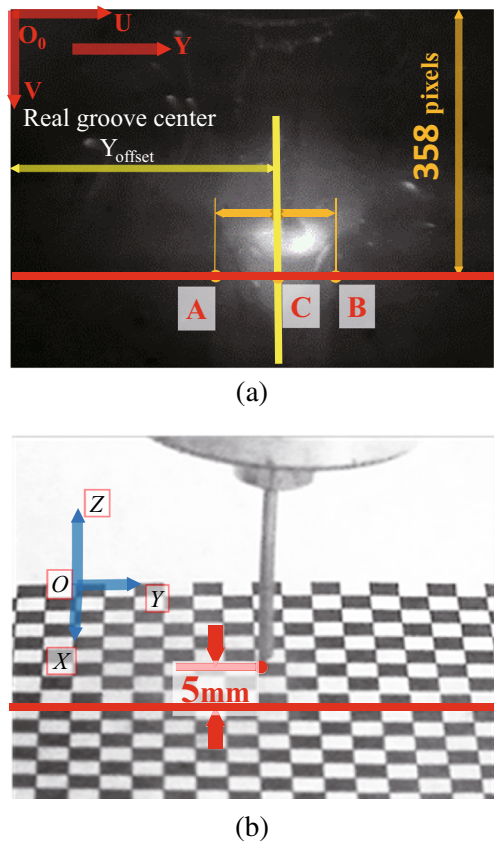 O0
U
Y
V
Real groove center
Yoffset
358 pixels
A
C
B
(a)
Z
O
Y
X
5mm
(b)